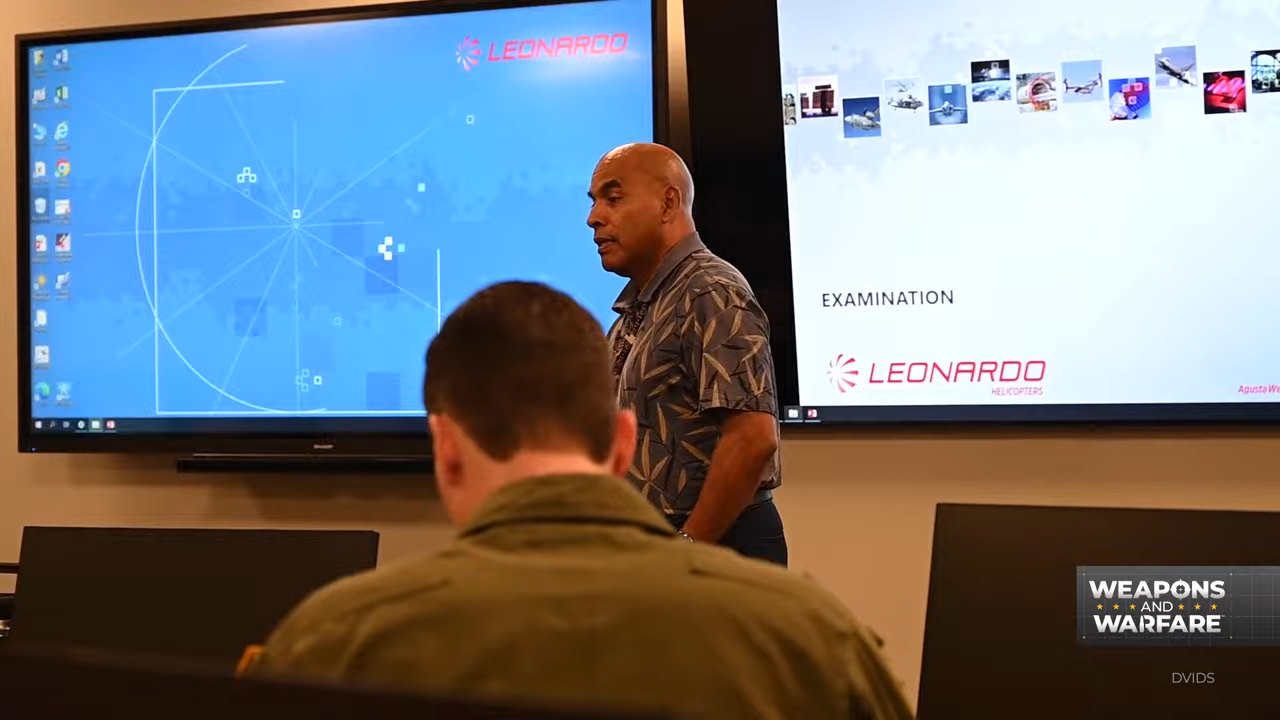 LEONARDO
EXAMINATION
LEONARDO
HELICOPTERS
WEAPONS
AND
WARFARE
DVIDS